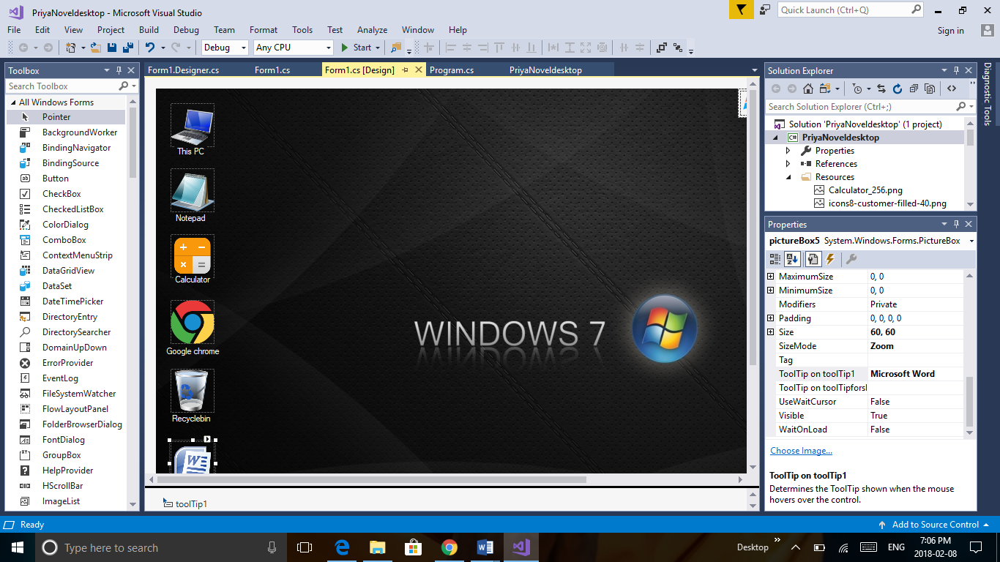 PriyaNoveldesktop - Microsoft Visual Studio
Quick Launch (Ctrl+Q)
File Edit View Project Build Debug Team Format Tools Test Analyze Window Help
Sign in
Debug Any CPU Start
Toolbox
Search Toolbox
All Windows Forms
Pointer
BackgroundWorker
BindingNavigator
BindingSource
Button
CheckBox
CheckedListBox
ColorDialog
ComboBox
ContextMenuStrip
DataGridView
DataSet
DateTimePicker
DirectoryEntry
DirectorySearcher
DomainUpDown
ErrorProvider
EventLog
FileSystemWatcher
FlowLayoutPanel
FolderBrowserDialog
FontDialog
GroupBox
HelpProvider
HScrollBar
ImageList
Form1.Designer.cs Form1.cs Form1.cs [Design] Program.cs PriyaNoveldesktop
This PC
Notepad
Calculator
Google chrome
Recyclebin
W
WINDOWS 7
toolTip1
Solution Explorer
Search Solution Explorer (Ctrl+;)
Solution 'PriyaNoveldesktop' (1 project)
C# PriyaNoveldesktop
Properties
References
Resources
Calculator_256.png
icons8-customer-filled-40.png
Diagnostic Tools
Properties
pictureBox5 System.Windows.Forms.PictureBox
MaximumSize 0, 0
MinimumSize 0, 0
Modifiers Private
Padding 0, 0, 0, 0
Size 60, 60
SizeMode Zoom
Tag
ToolTip on toolTip1 Microsoft Word
ToolTip on toolTipforsl
UseWaitCursor False
Visible True
WaitOnLoad False
Choose Image...
ToolTip on toolTip1
Determines the ToolTip shown when the mouse
hovers over the control.
Ready
Add to Source Control
Type here to search
Desktop
ENG
7:06 PM
2018-02-08